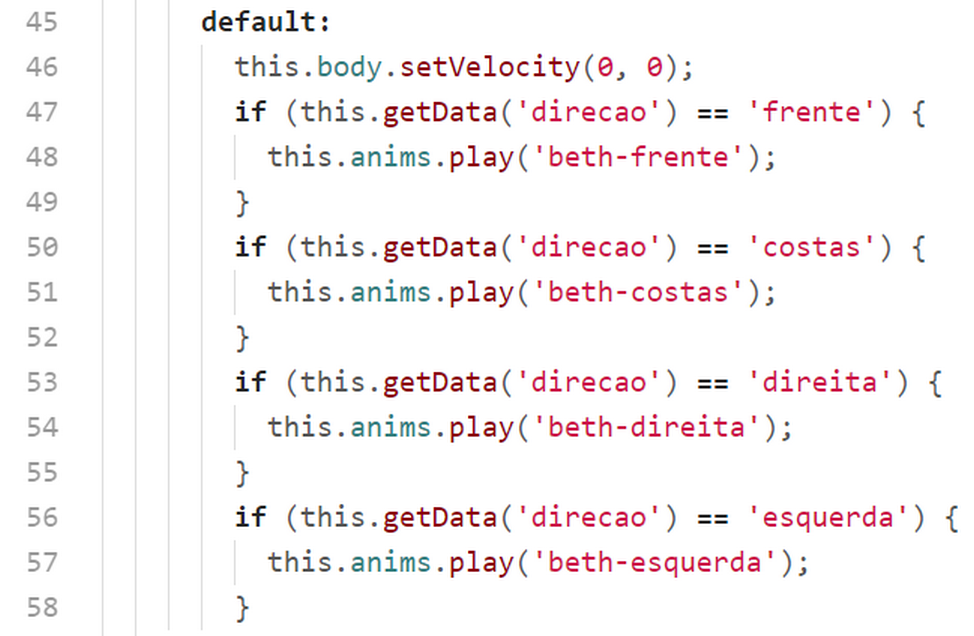 45 default:
46 this.body.setVelocity(0, 0);
47 if (this.getData('direcao') == 'frente') {
48 this.anims.play('beth-frente');
49 }
50 if (this.getData('direcao') == 'costas') {
51 this.anims.play('beth-costas');
52 }
53 if (this.getData('direcao') == 'direita') {
54 this.anims.play('beth-direita');
55 }
56 if (this.getData('direcao') == 'esquerda') {
57 this.anims.play('beth-esquerda');
58 }